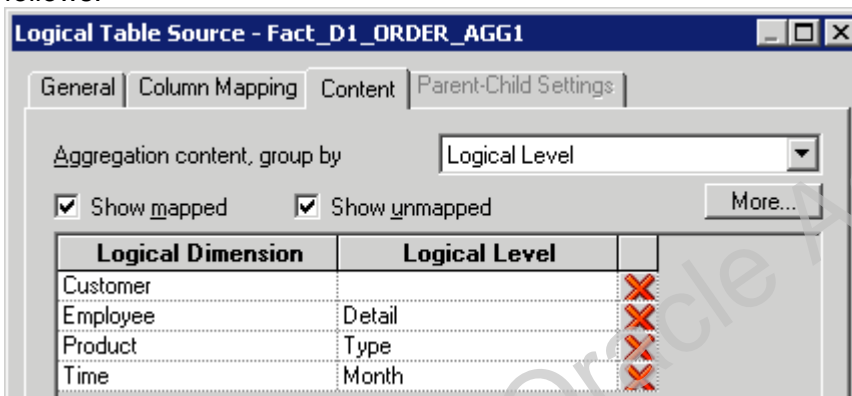 Logical Table Source - Fact_D1_ORDER_AGG1
General Column Mapping Content Parent-Child Settings
Aggregation content, group by Logical Level
Show mapped Show unmapped More...
Logical Dimension Logical Level
Customer
Employee Detail
Product Type
Time Month
Oracle A